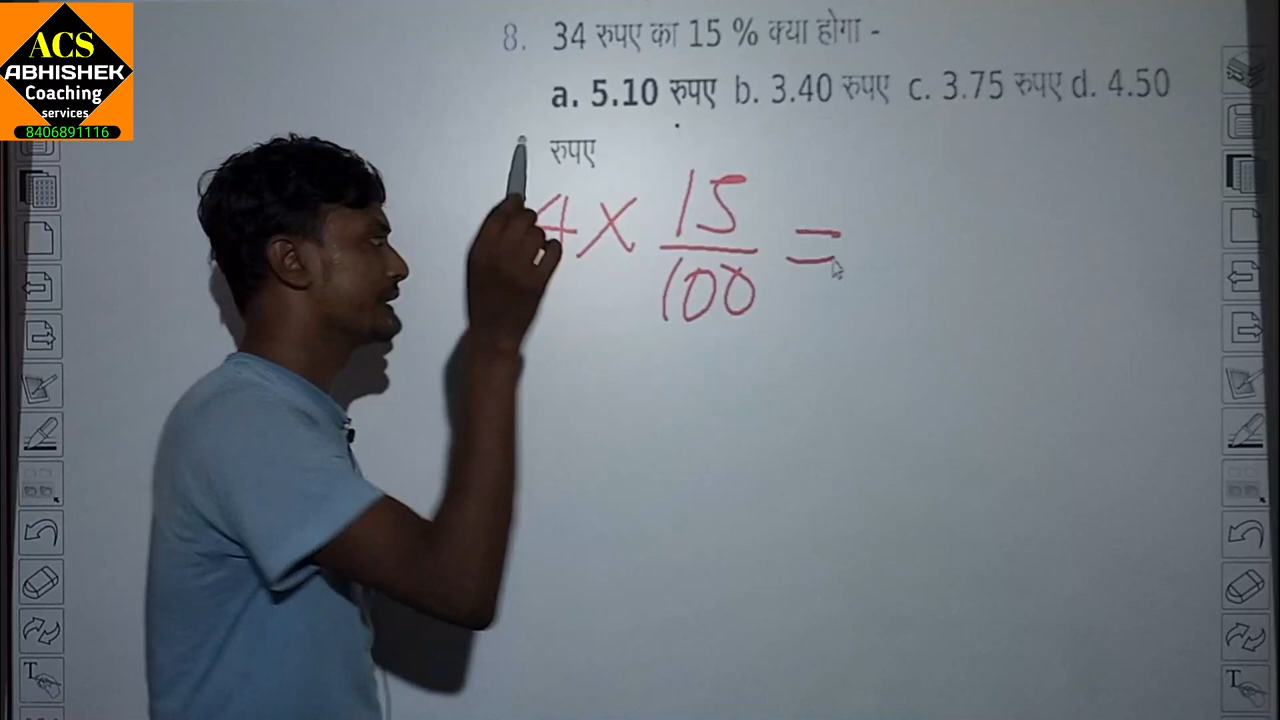 ACS
ABHISHEK
Coaching
services
8406891116
8. 34 रुपए का 15 % क्या होगा -
a. 5.10 रुपए b. 3.40 रुपए c. 3.75 रुपए d. 4.50
रुपए
4 × 15/100 =
T
T